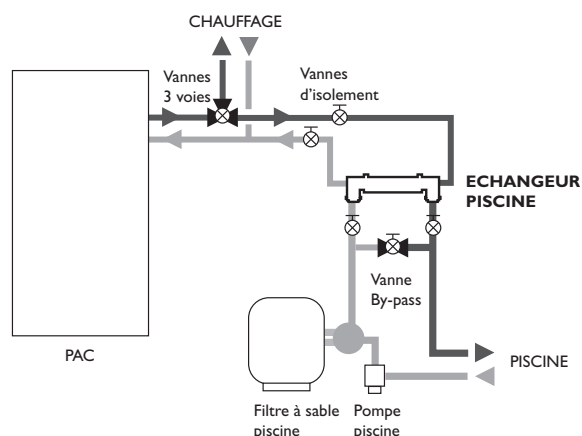 CHAUFFAGE
Vannes
3 voies
Vannes
d'isolement
ECHANGEUR
PISCINE
Vanne
By-pass
PAC
PISCINE
Filtre à sable
piscine
Pompe
piscine